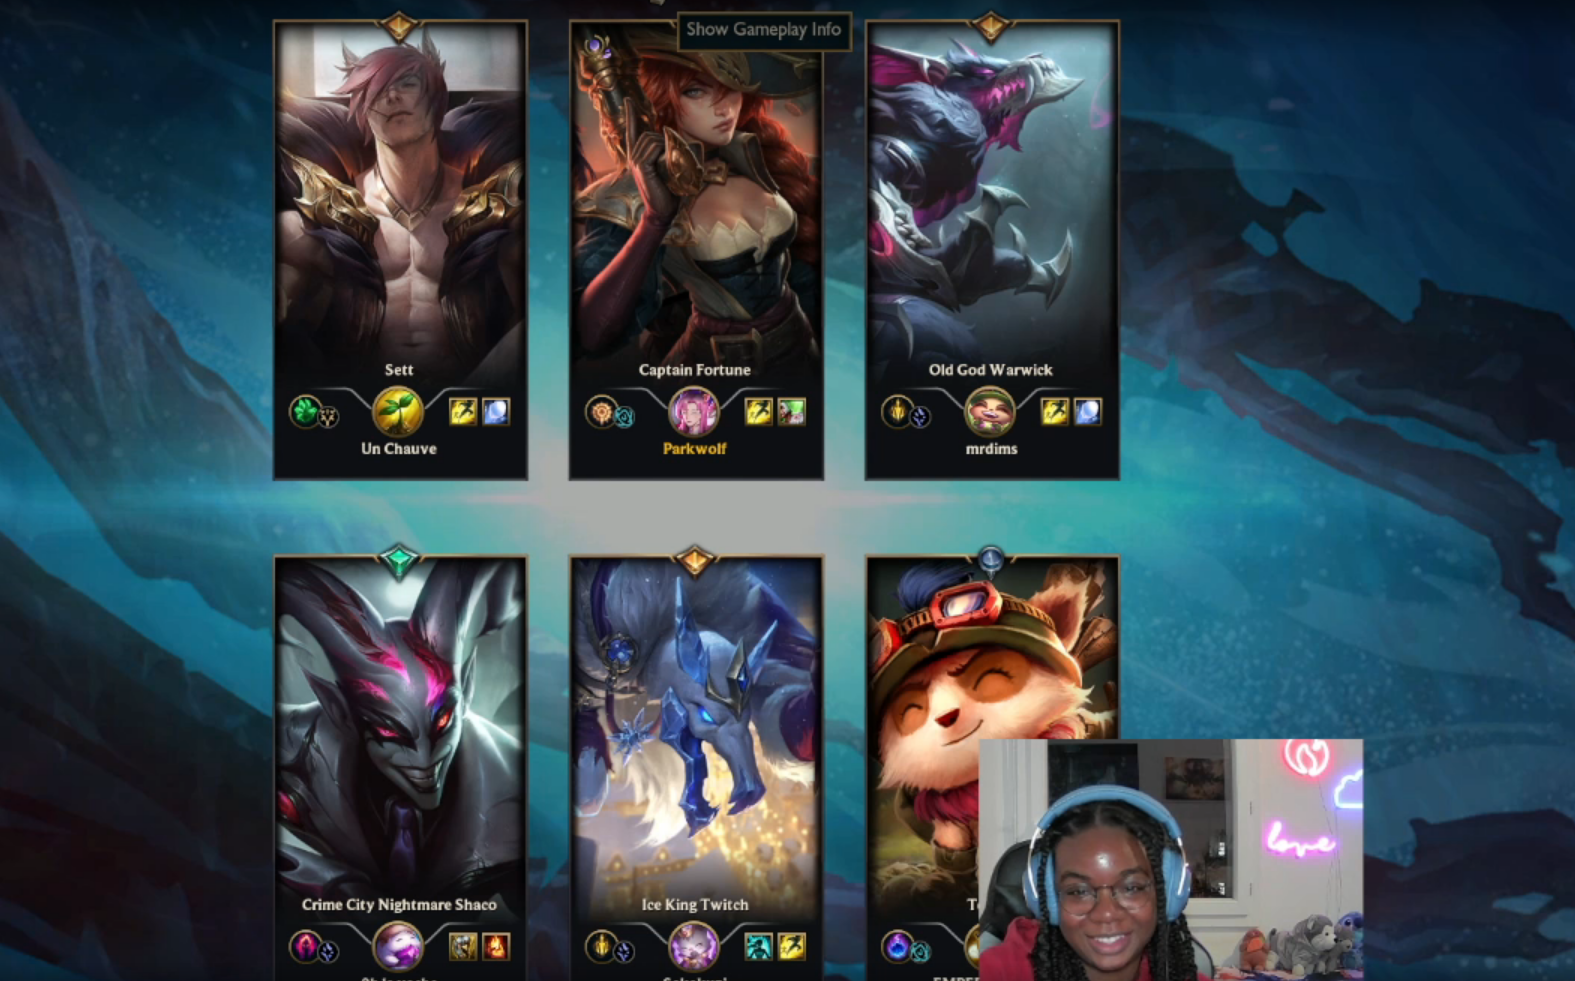 Show Gameplay Info
Sett
Captain Fortune
Old God Warwick
Un Chauve
Parkwolf
mrdims
Crime City Nightmare Shaco
Ice King Twitch
love